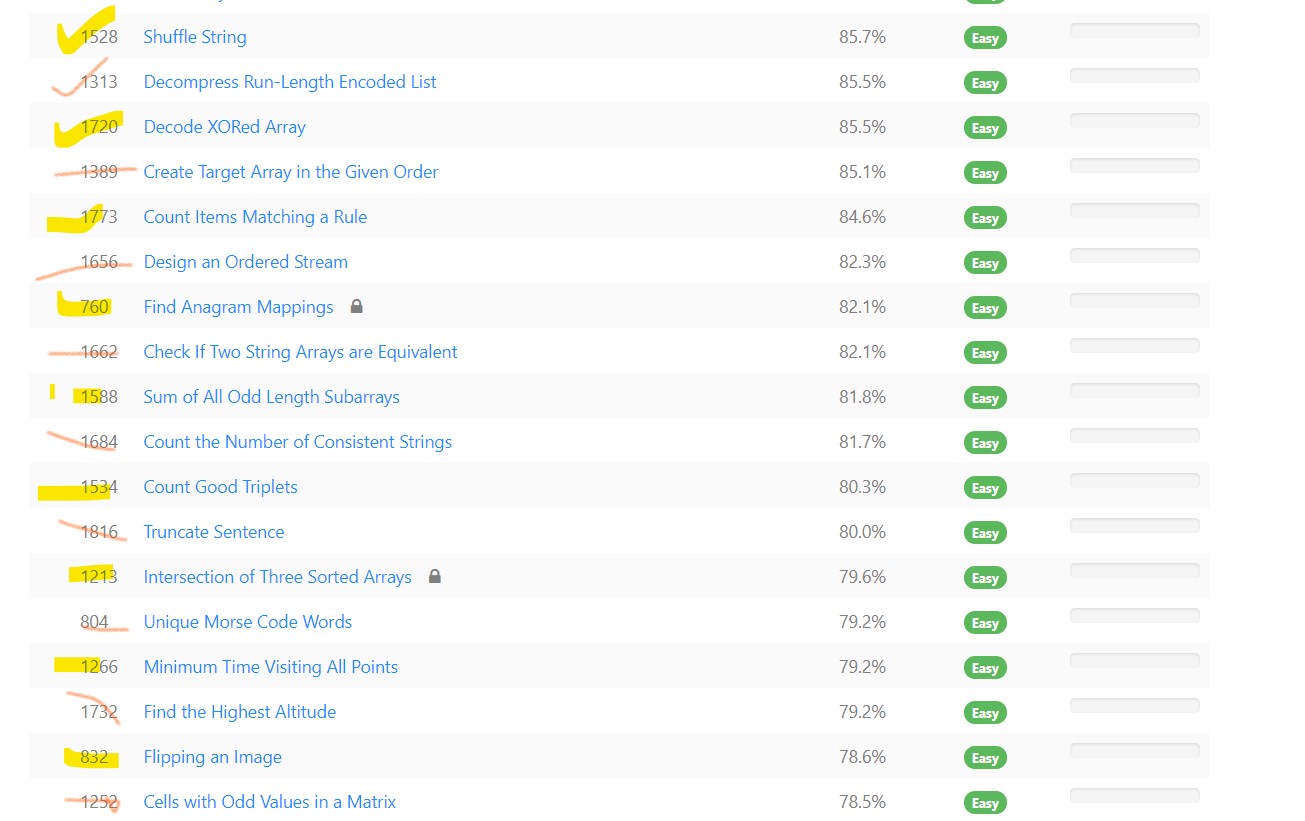 1528 Shuffle String 85.7% Easy
1313 Decompress Run-Length Encoded List 85.5% Easy
1720 Decode XORed Array 85.5% Easy
1389 Create Target Array in the Given Order 85.1% Easy
1773 Count Items Matching a Rule 84.6% Easy
1656 Design an Ordered Stream 82.3% Easy
760 Find Anagram Mappings 82.1% Easy
1662 Check If Two String Arrays are Equivalent 82.1% Easy
1588 Sum of All Odd Length Subarrays 81.8% Easy
1684 Count the Number of Consistent Strings 81.7% Easy
1534 Count Good Triplets 80.3% Easy
1816 Truncate Sentence 80.0% Easy
1213 Intersection of Three Sorted Arrays 79.6% Easy
804 Unique Morse Code Words 79.2% Easy
1266 Minimum Time Visiting All Points 79.2% Easy
1732 Find the Highest Altitude 79.2% Easy
832 Flipping an Image 78.6% Easy
1252 Cells with Odd Values in a Matrix 78.5% Easy